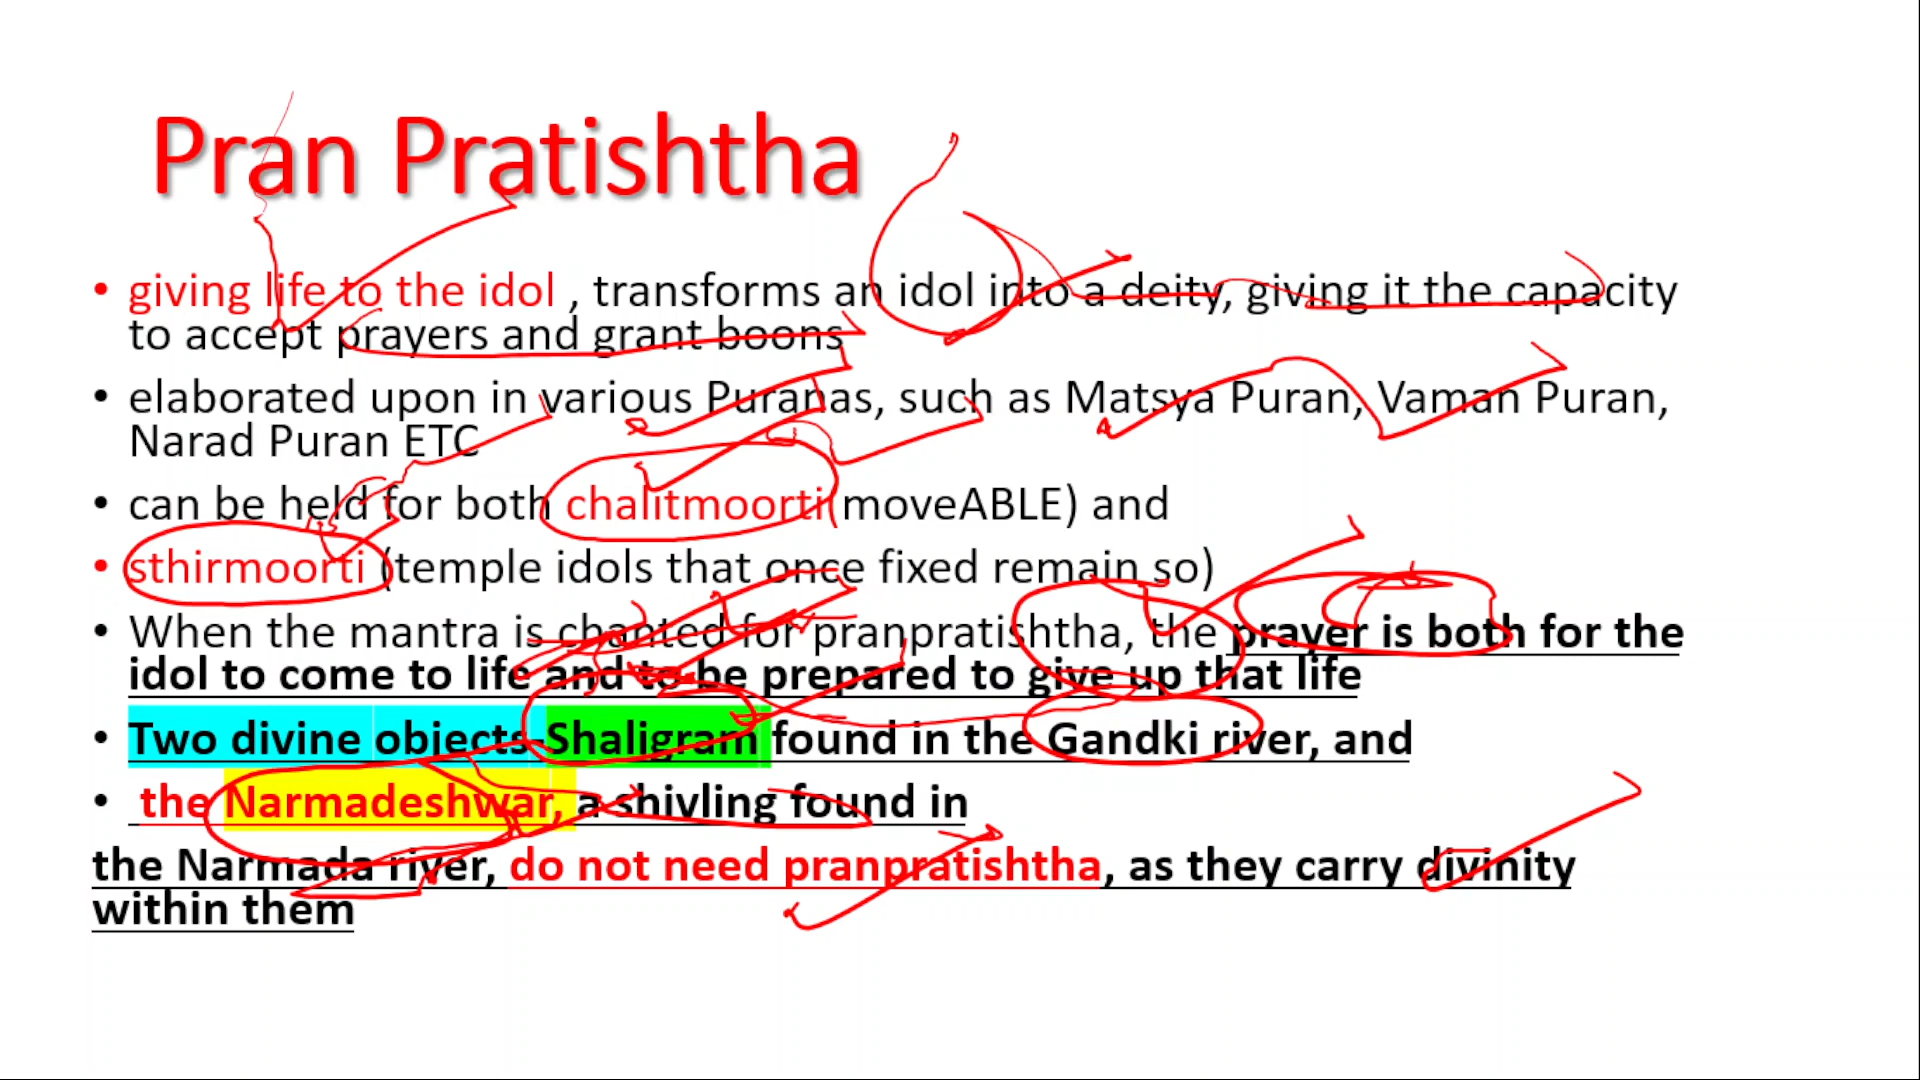 Pran Pratishtha
• giving life to the idol , transforms an idol into a deity, giving it the capacity
to accept prayers and grant boons
• elaborated upon in various Puranas, such as Matsya Puran, Vaman Puran,
Narad Puran ETC
• can be held for both chalitmoorti(moveABLE) and
• sthirmoorti (temple idols that once fixed remain so)
• When the mantra is chanted for pranpratishtha, the prayer is both for the
idol to come to life and to be prepared to give up that life
• Two divine objects-Shaligram found in the Gandki river, and
• the Narmadeshwar, a shivling found in
the Narmada river, do not need pranpratishtha, as they carry divinity
within them